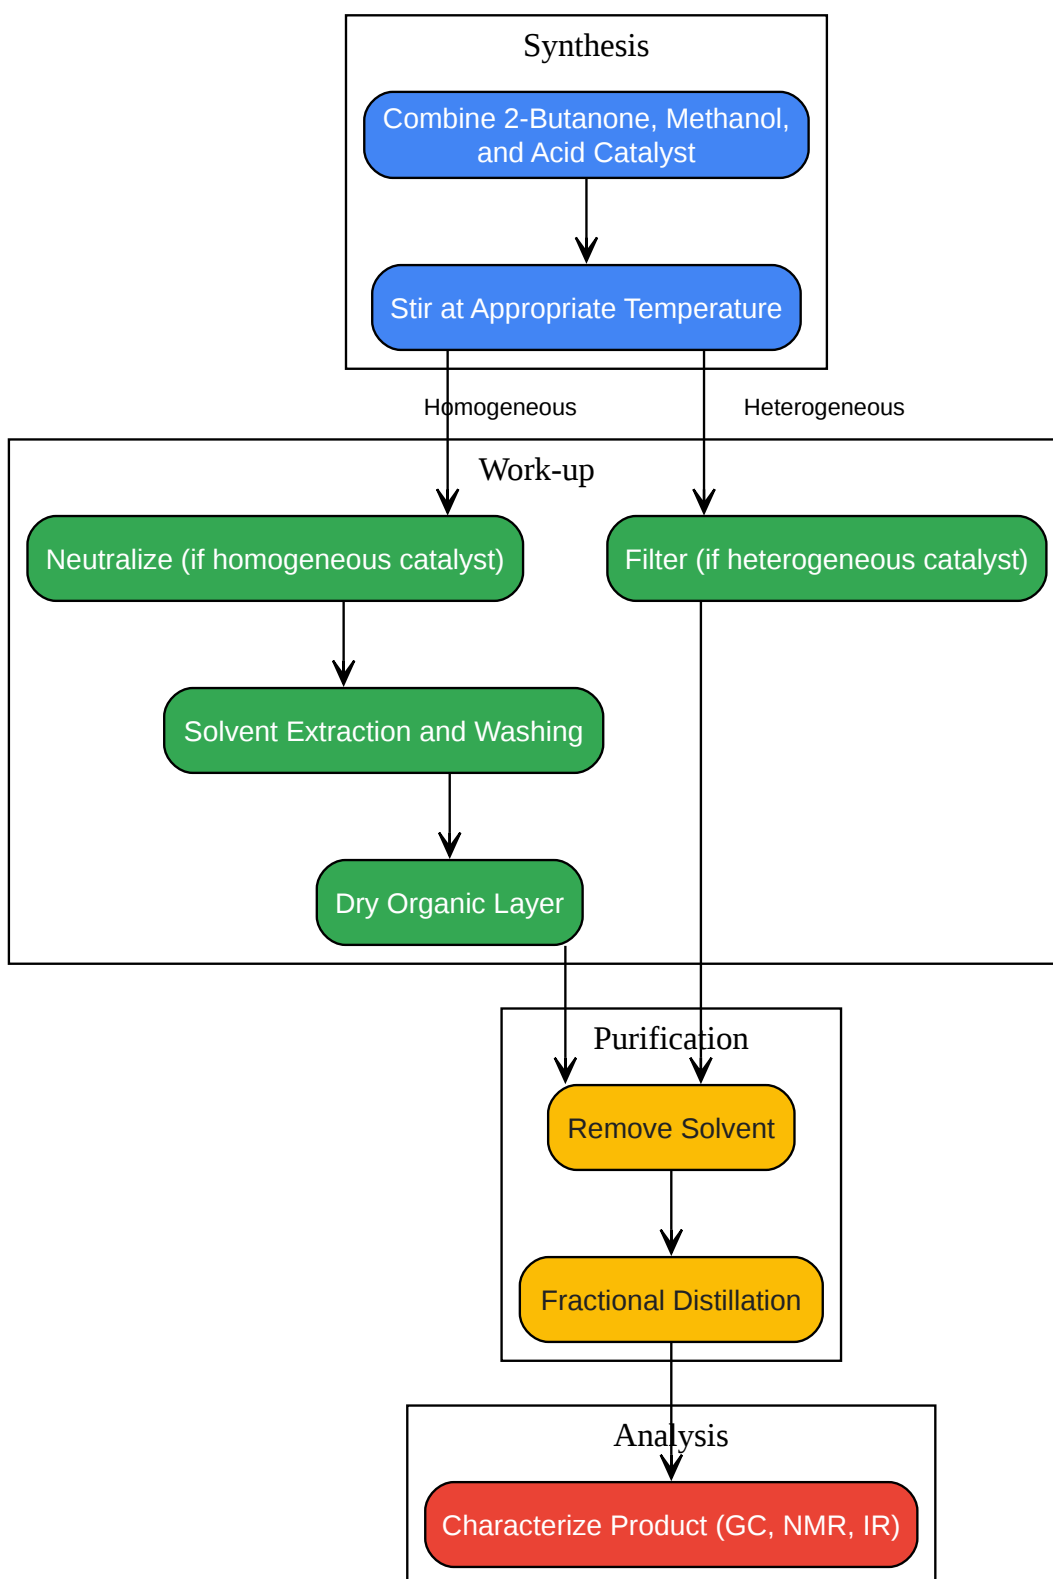 Synthesis
Combine 2-Butanone, Methanol,
and Acid Catalyst
Stir at Appropriate Temperature
Homogeneous
Heterogeneous
Work-up
Neutralize (if homogeneous catalyst)
Filter (if heterogeneous catalyst)
Solvent Extraction and Washing
Dry Organic Layer
Purification
Remove Solvent
Fractional Distillation
Analysis
Characterize Product (GC, NMR, IR)